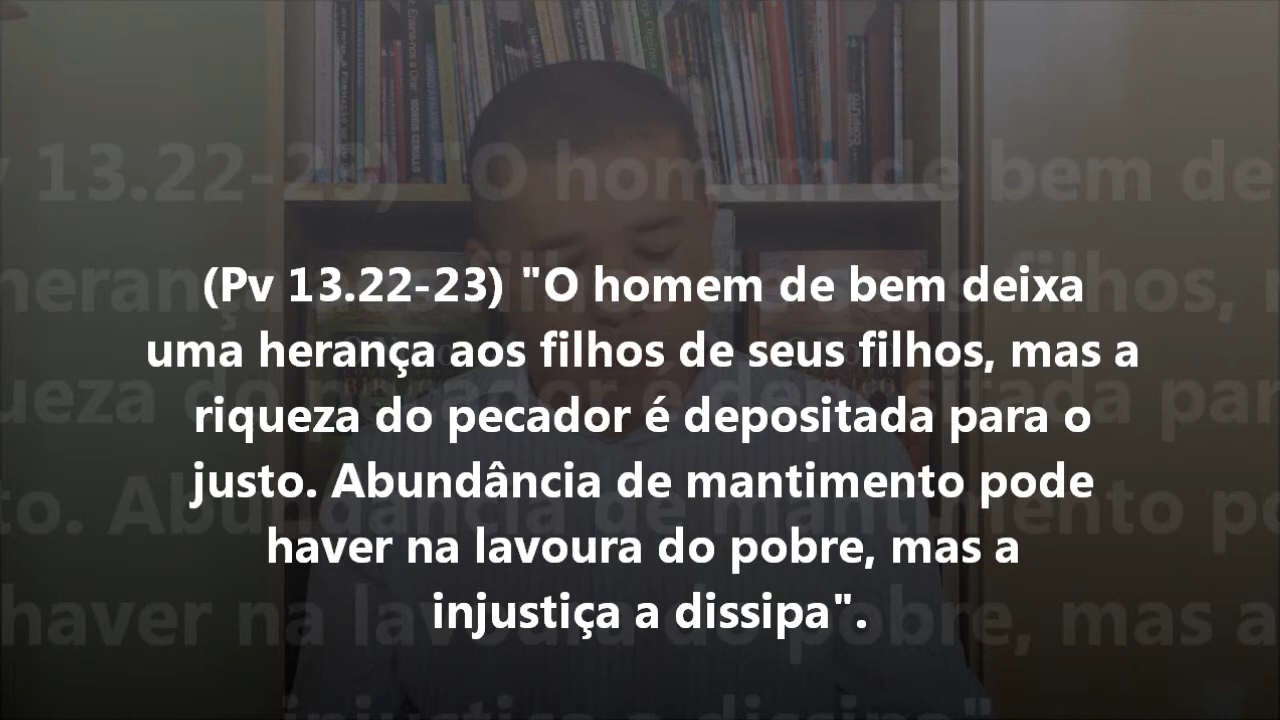 (Pv 13.22-23) "O homem de bem deixa
uma herança aos filhos de seus filhos, mas a
riqueza do pecador é depositada para o
justo. Abundância de mantimento pode
haver na lavoura do pobre, mas a
injustiça a dissipa".